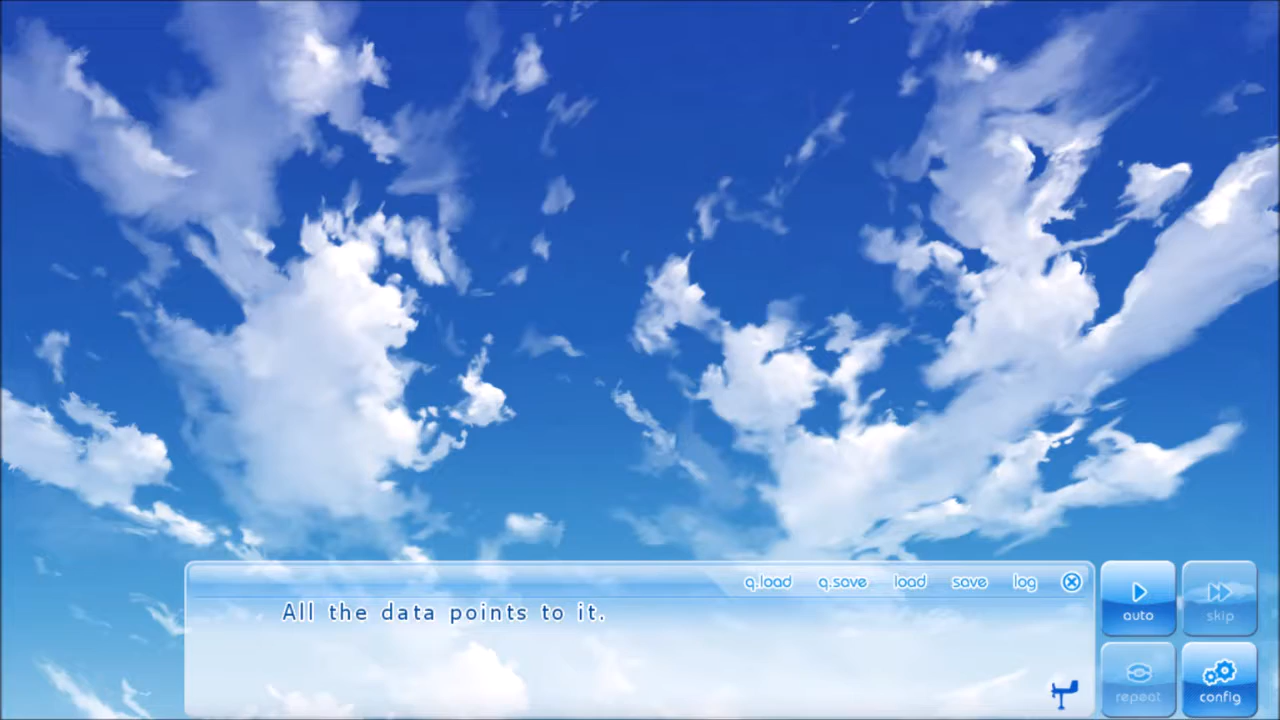 q.load q.save load save log
All the data points to it.
auto skip
repeat config